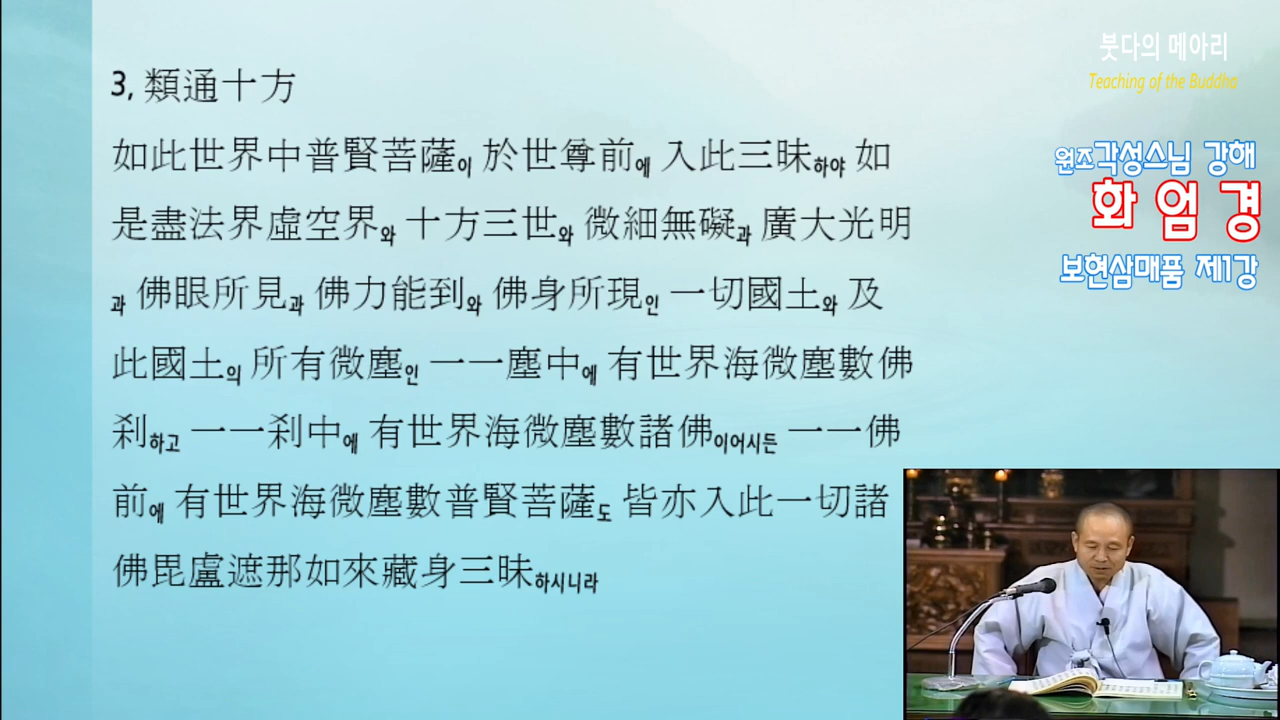 3, 類通十方
如此世界中普賢菩薩이 於世尊前에 入此三昧하야 如
是盡法界虛空界와 十方三世와 微細無礙과 廣大光明
과 佛眼所見과 佛力能到와 佛身所現인 一切國土와 及
此國土의 所有微塵인 一一塵中에 有世界海微塵數佛
刹하고 一一刹中에 有世界海微塵數諸佛이어시든 一一佛
前에 有世界海微塵數普賢菩薩도 皆亦入此一切諸
佛毘盧遮那如來藏身三昧하시니라
붓다의 메아리
Teaching of the Buddha
원조각성스님 강해
화엄경
보현삼매품 제1강